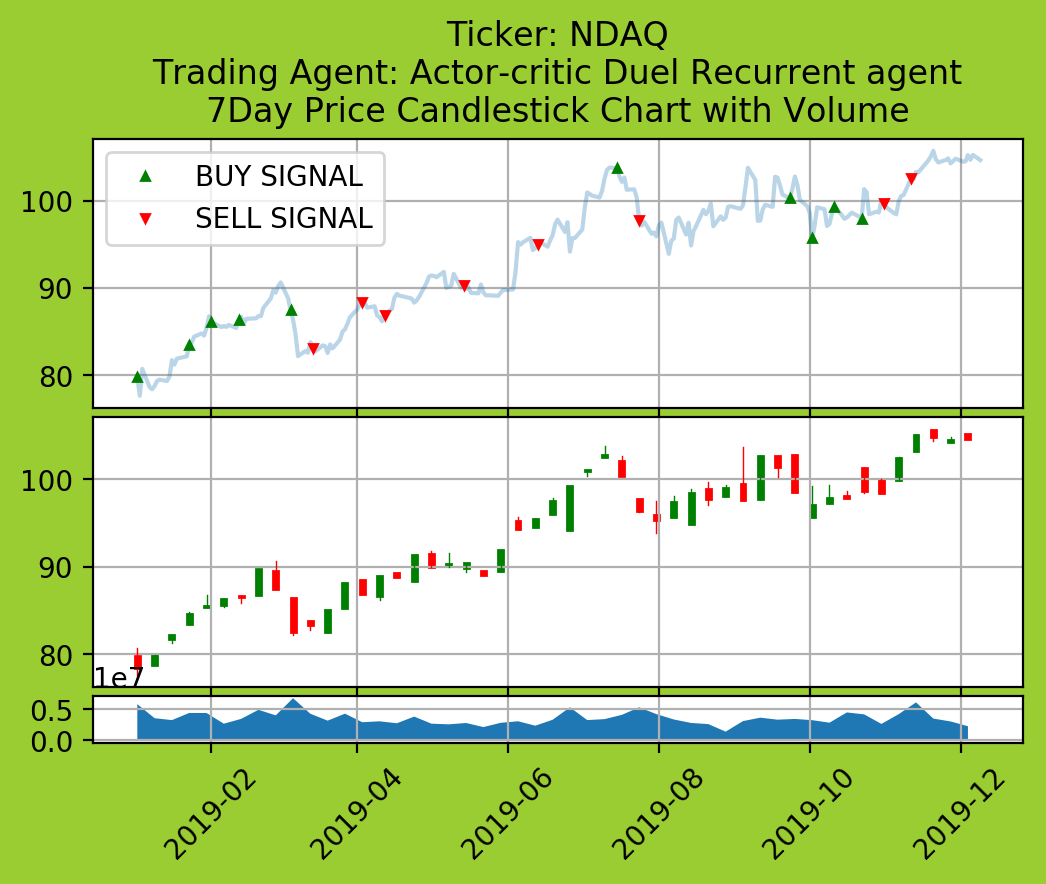 Ticker: NDAQ
Trading Agent: Actor-critic Duel Recurrent agent
7Day Price Candlestick Chart with Volume
BUY SIGNAL
SELL SIGNAL
100
90
80
100
90
80
1e7
0.5
0.0
2019-02
2019-04
2019-06
2019-08
2019-10
2019-12